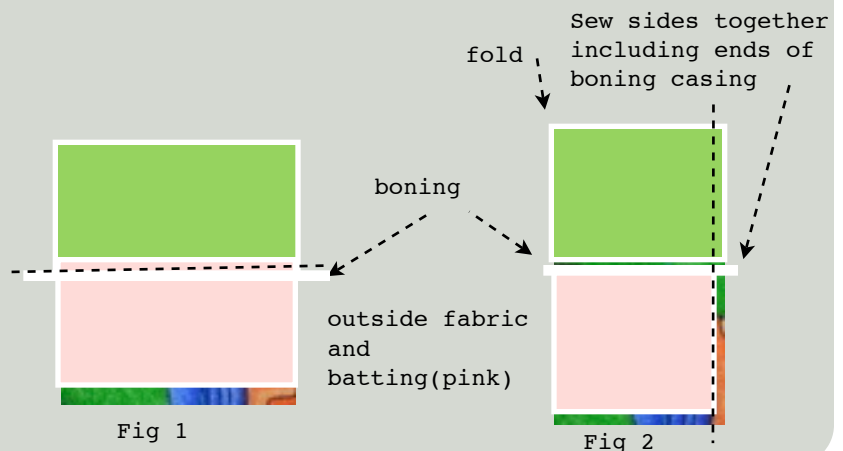 Sew sides together
including ends of
boning casing
fold
boning
outside fabric
and
batting(pink)
Fig 1
Fig 2